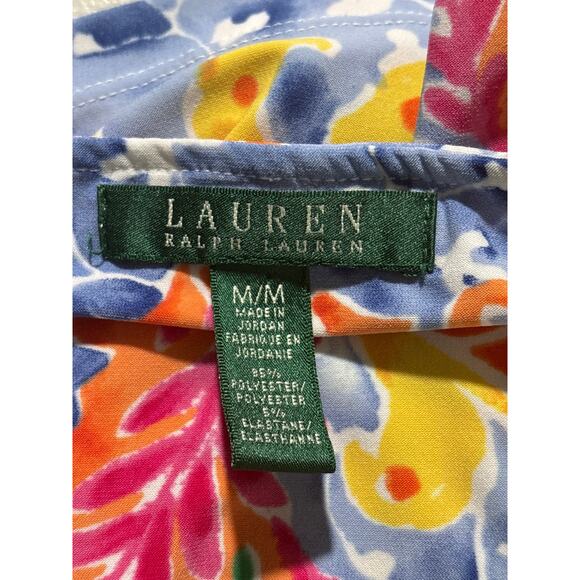 LAUREN
RALPH LAUREN
M/M
MADE IN
JORDAN
FABRIQUE EN
JORDANIE
95%
POLYESTER/
POLYESTER
5%
ELASTANE/
ELASTHANNE